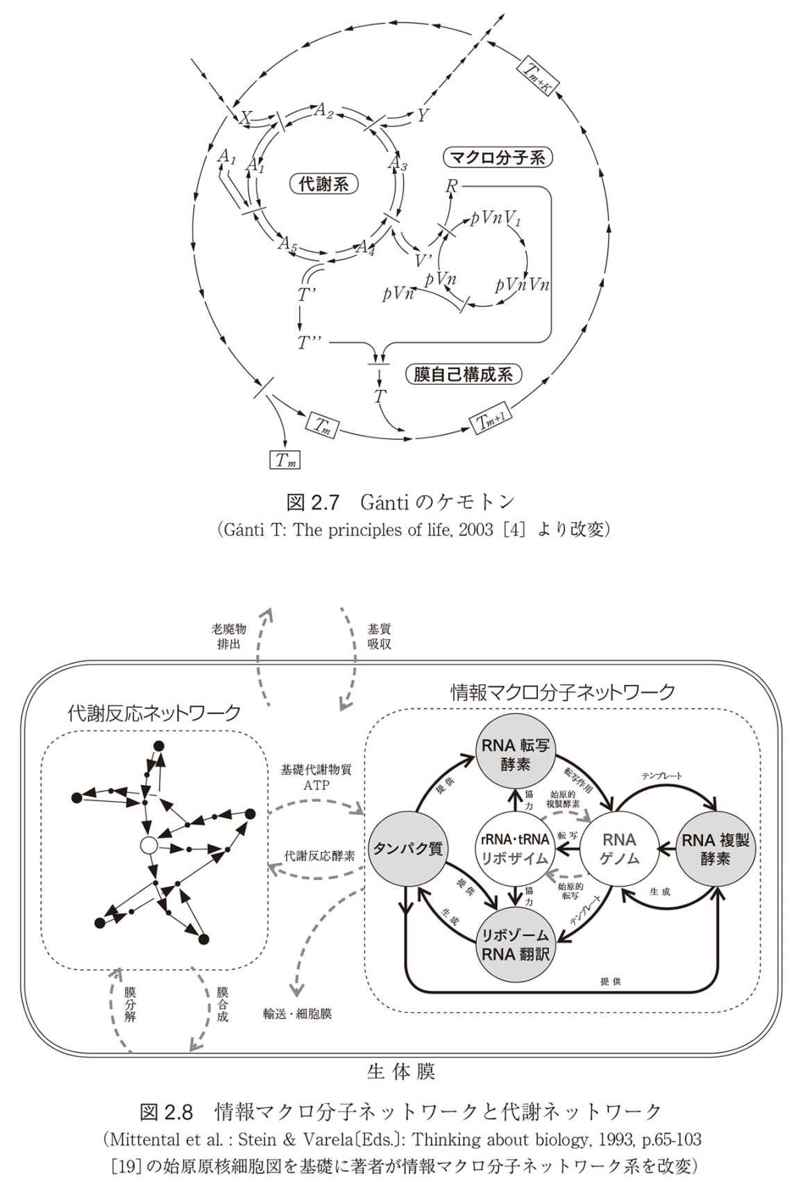 T_{m+K}
X
A_2
Y
A_1
A_1
A_3
代謝系
マクロ分子系
R
pVnV_1
A_5
A_4
V'
pVn
pVnVn
pVn
T'
T''
膜自己構成系
T
T_m
T_{m+1}
T_m
図 2.7 Gánti のケモトン
(Gánti T: The principles of life, 2003 [4] より改変)
老廃物
排出
基質
吸収
代謝反応ネットワーク
情報マクロ分子ネットワーク
基礎代謝物質
ATP
代謝反応酵素
RNA 転写
酵素
提供
転写作用
テンプレート
協力
始原的
複製酵素
タンパク質
rRNA・tRNA
リボザイム
転写
RNA
ゲノム
RNA 複製
酵素
提供
生成
協力
始原的
転写
テンプレート
生成
リボゾーム
RNA 翻訳
提供
膜分解
膜合成
輸送・細胞膜
生体膜
図 2.8 情報マクロ分子ネットワークと代謝ネットワーク
(Mittental et al. : Stein & Varela〔Eds.〕: Thinking about biology, 1993, p.65-103
[19] の始原原核細胞図を基礎に著者が情報マクロ分子ネットワーク系を改変)